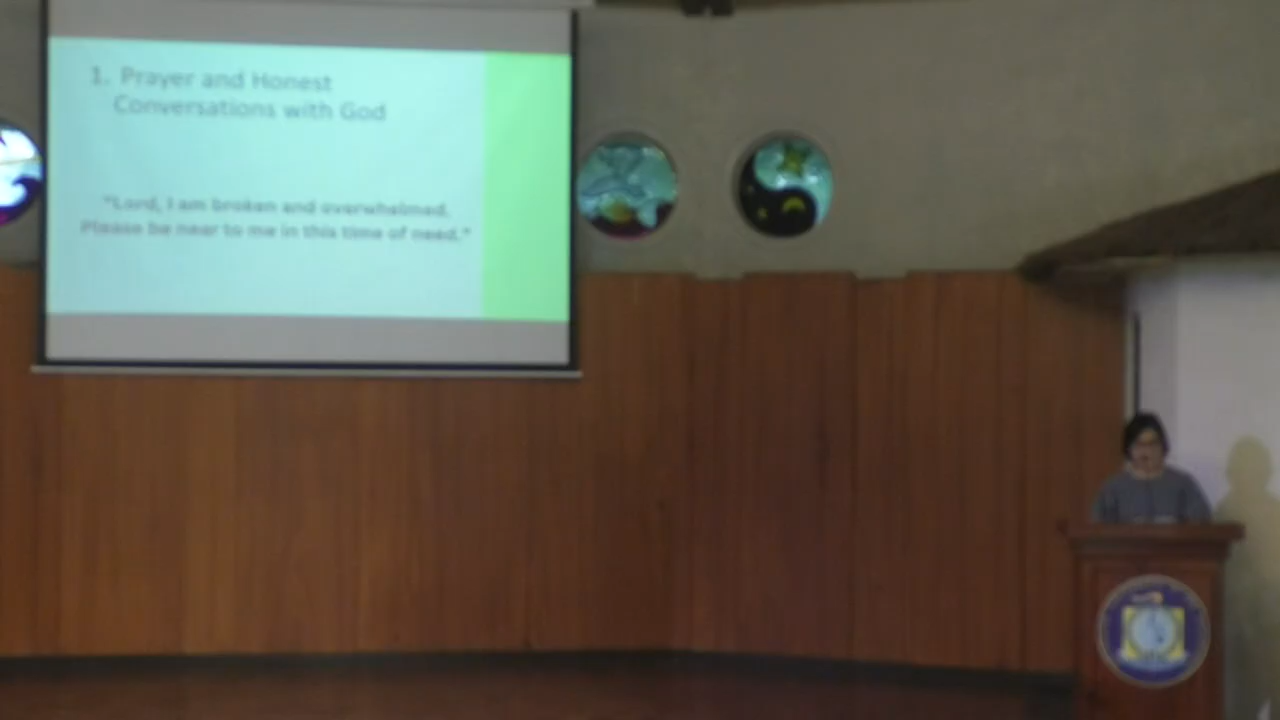 1. Prayer and Honest
Conversations with God
"Lord, I am broken and overwhelmed.
Please be near to me in this time of need."